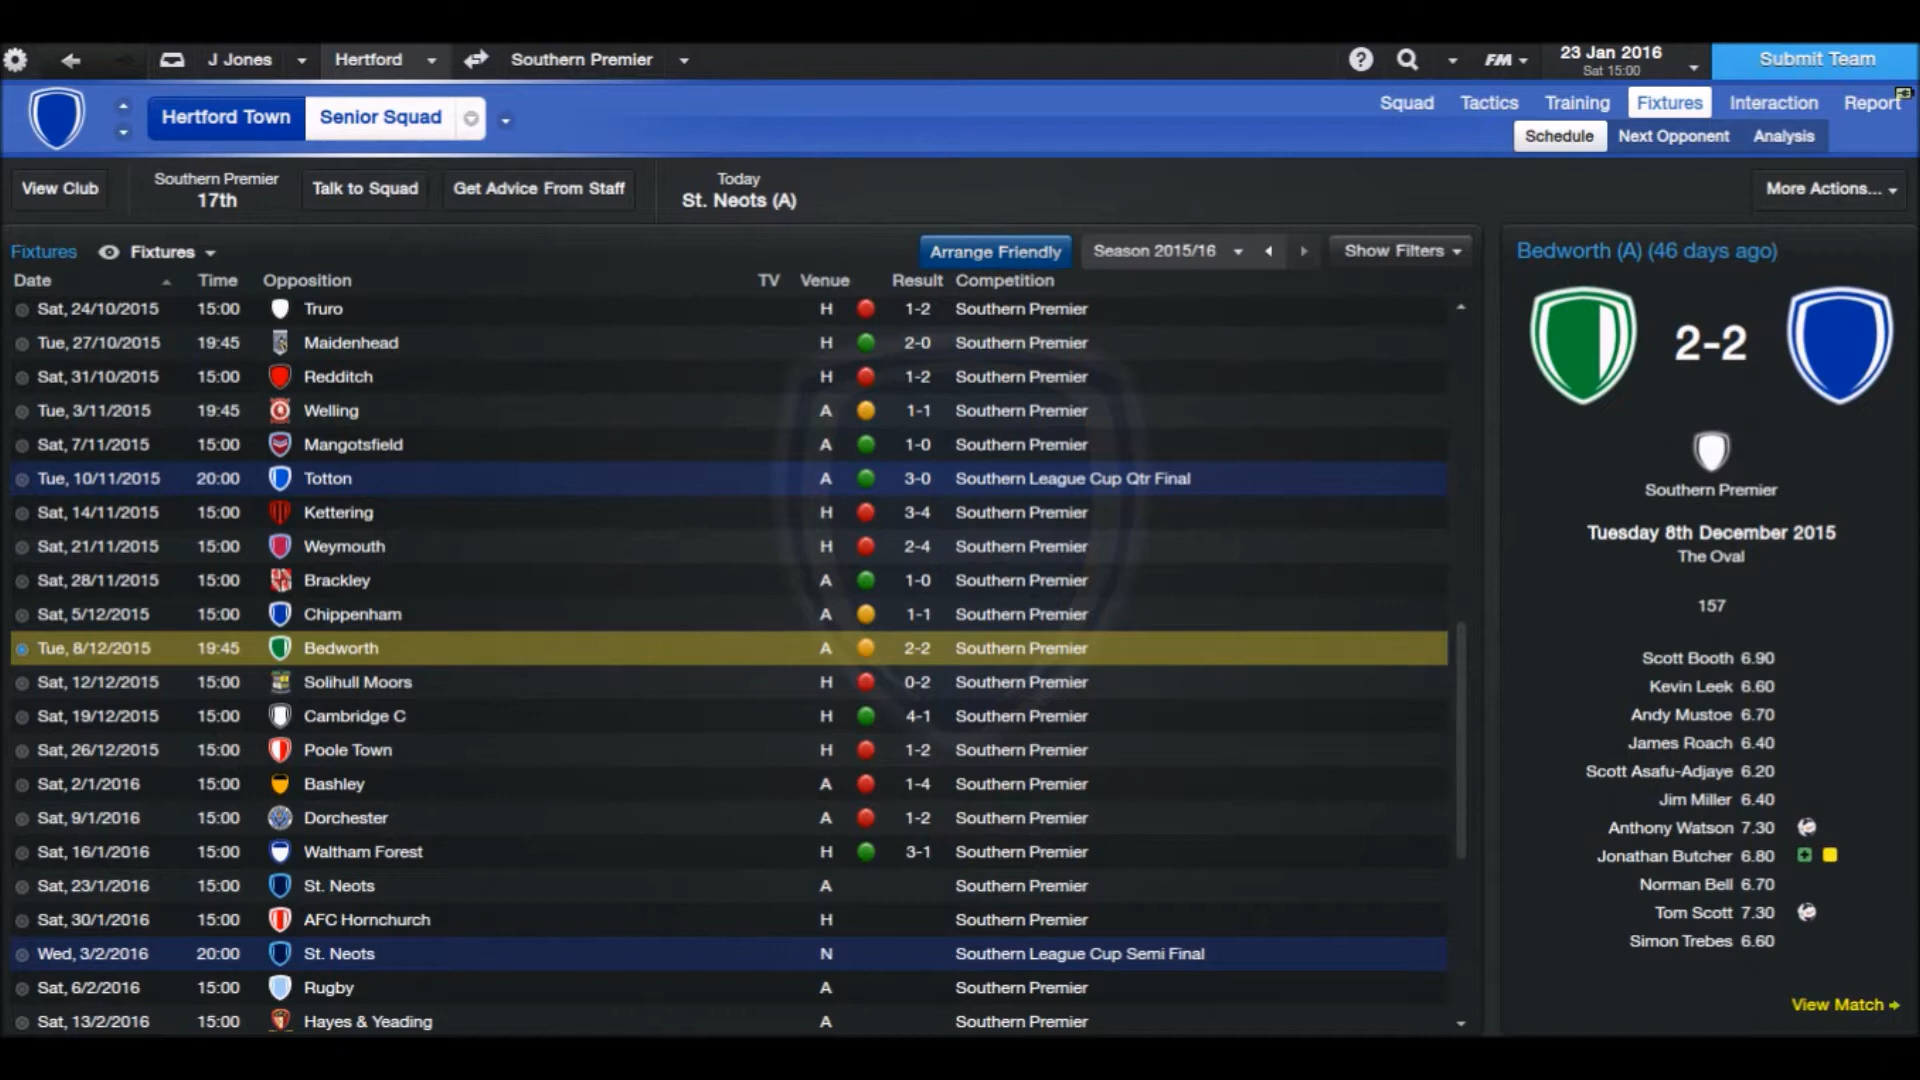 J Jones Hertford Southern Premier ? FM 23 Jan 2016 Submit Team
Sat 15:00
Hertford Town Senior Squad
Squad Tactics Training Fixtures Interaction Report
Schedule Next Opponent Analysis
View Club Southern Premier 17th Talk to Squad Get Advice From Staff Today St. Neots (A) More Actions...
Fixtures Fixtures Arrange Friendly Season 2015/16 Show Filters
Date Time Opposition TV Venue Result Competition
Sat, 24/10/2015 15:00 Truro H 1-2 Southern Premier
Tue, 27/10/2015 19:45 Maidenhead H 2-0 Southern Premier
Sat, 31/10/2015 15:00 Redditch H 1-2 Southern Premier
Tue, 3/11/2015 19:45 Welling A 1-1 Southern Premier
Sat, 7/11/2015 15:00 Mangotsfield A 1-0 Southern Premier
Tue, 10/11/2015 20:00 Totton A 3-0 Southern League Cup Qtr Final
Sat, 14/11/2015 15:00 Kettering H 3-4 Southern Premier
Sat, 21/11/2015 15:00 Weymouth H 2-4 Southern Premier
Sat, 28/11/2015 15:00 Brackley A 1-0 Southern Premier
Sat, 5/12/2015 15:00 Chippenham A 1-1 Southern Premier
Tue, 8/12/2015 19:45 Bedworth A 2-2 Southern Premier
Sat, 12/12/2015 15:00 Solihull Moors H 0-2 Southern Premier
Sat, 19/12/2015 15:00 Cambridge C H 4-1 Southern Premier
Sat, 26/12/2015 15:00 Poole Town H 1-2 Southern Premier
Sat, 2/1/2016 15:00 Bashley A 1-4 Southern Premier
Sat, 9/1/2016 15:00 Dorchester A 1-2 Southern Premier
Sat, 16/1/2016 15:00 Waltham Forest H 3-1 Southern Premier
Sat, 23/1/2016 15:00 St. Neots A Southern Premier
Sat, 30/1/2016 15:00 AFC Hornchurch H Southern Premier
Wed, 3/2/2016 20:00 St. Neots N Southern League Cup Semi Final
Sat, 6/2/2016 15:00 Rugby A Southern Premier
Sat, 13/2/2016 15:00 Hayes & Yeading A Southern Premier
Bedworth (A) (46 days ago)
2-2
Southern Premier
Tuesday 8th December 2015
The Oval
157
Scott Booth 6.90
Kevin Leek 6.60
Andy Mustoe 6.70
James Roach 6.40
Scott Asafu-Adjaye 6.20
Jim Miller 6.40
Anthony Watson 7.30
Jonathan Butcher 6.80
Norman Bell 6.70
Tom Scott 7.30
Simon Trebes 6.60
View Match